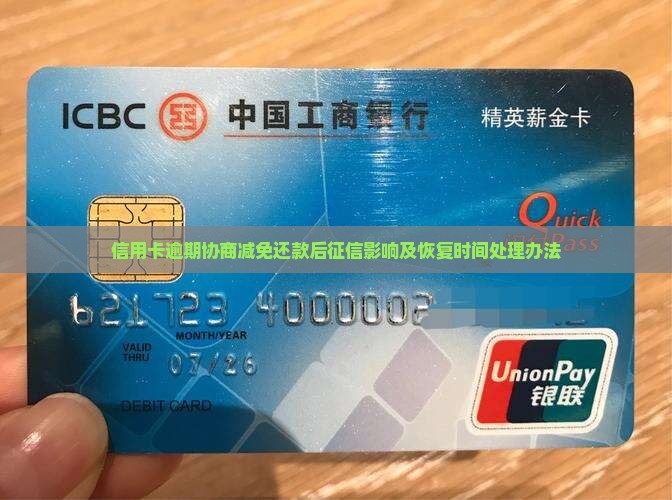 ICBC 中国工商银行 精英薪金卡
Quick
Pass
信用卡逾期协商减免还款后征信影响及恢复时间处理办法
621723 4000002
MONTH/YEAR
VALID
THRU
07/26
DEBIT CARD
UnionPay
银联